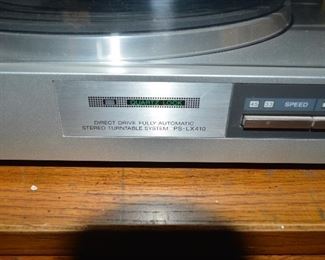 QUARTZ LOCK
DIRECT DRIVE FULLY AUTOMATIC
STEREO TURNTABLE SYSTEM PS-LX410
45 33 SPEED